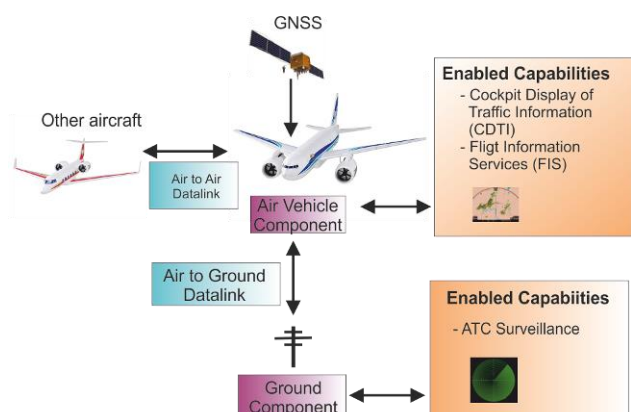 GNSS
Other aircraft
Air to Air
Datalink
Air Vehicle
Component
Enabled Capabilities
- Cockpit Display of
Traffic Information
(CDTI)
- Fligt Information
Services (FIS)
Air to Ground
Datalink
Enabled Capabiities
- ATC Surveillance
Ground
Component